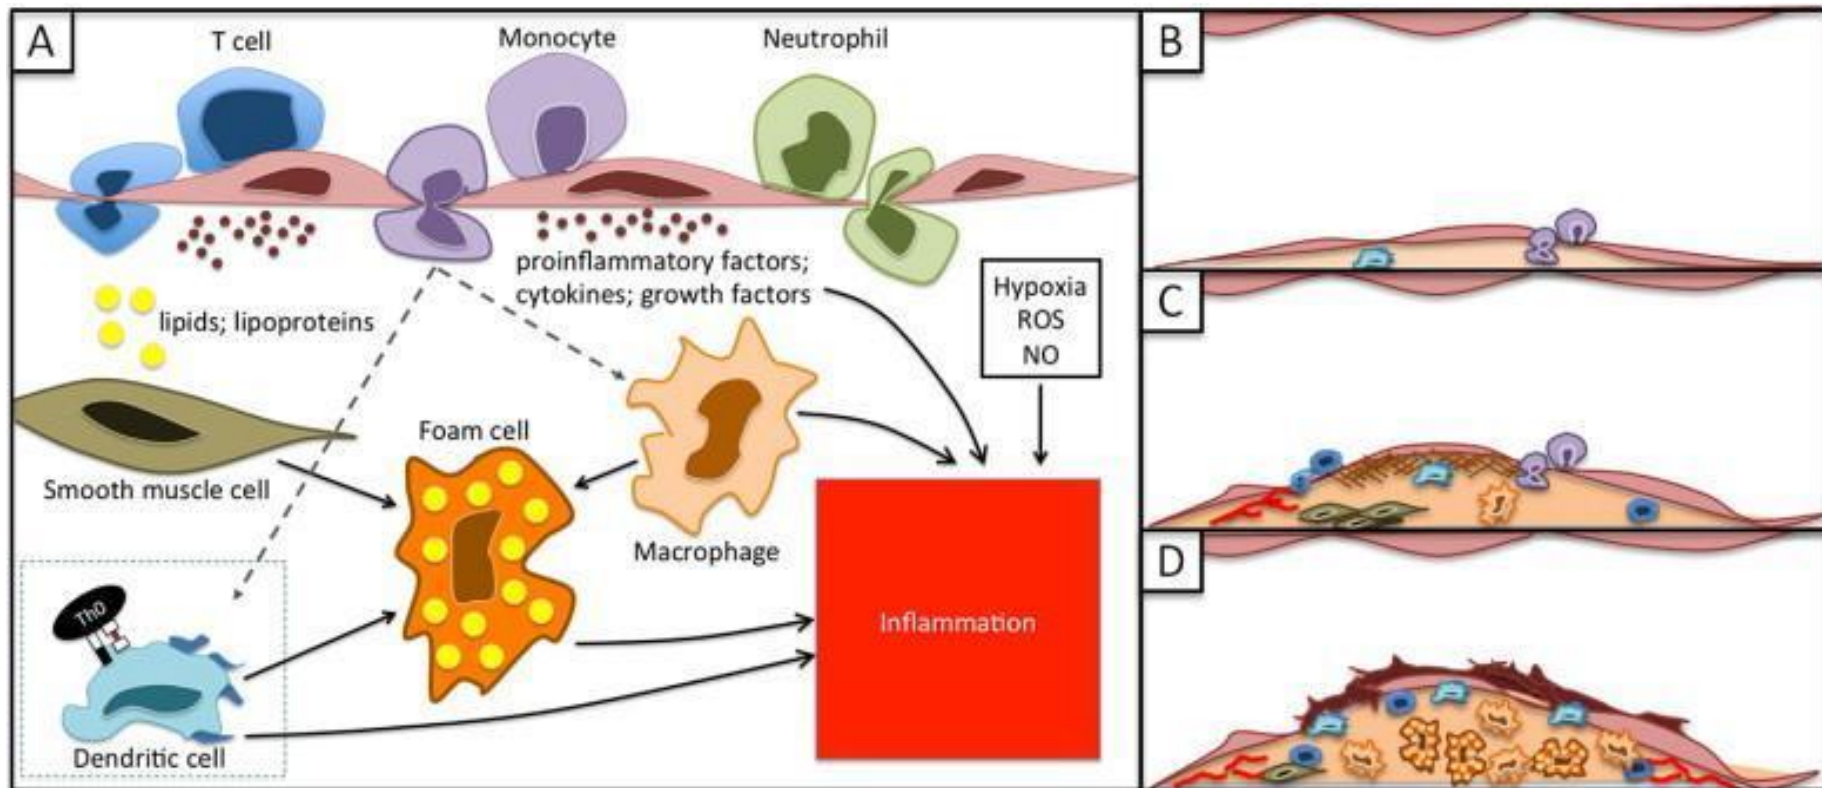 A
T cell
Monocyte
Neutrophil
proinflammatory factors;
cytokines; growth factors
lipids; lipoproteins
Hypoxia
ROS
NO
Smooth muscle cell
Foam cell
Macrophage
Th0
Dendritic cell
Inflammation
B
C
D